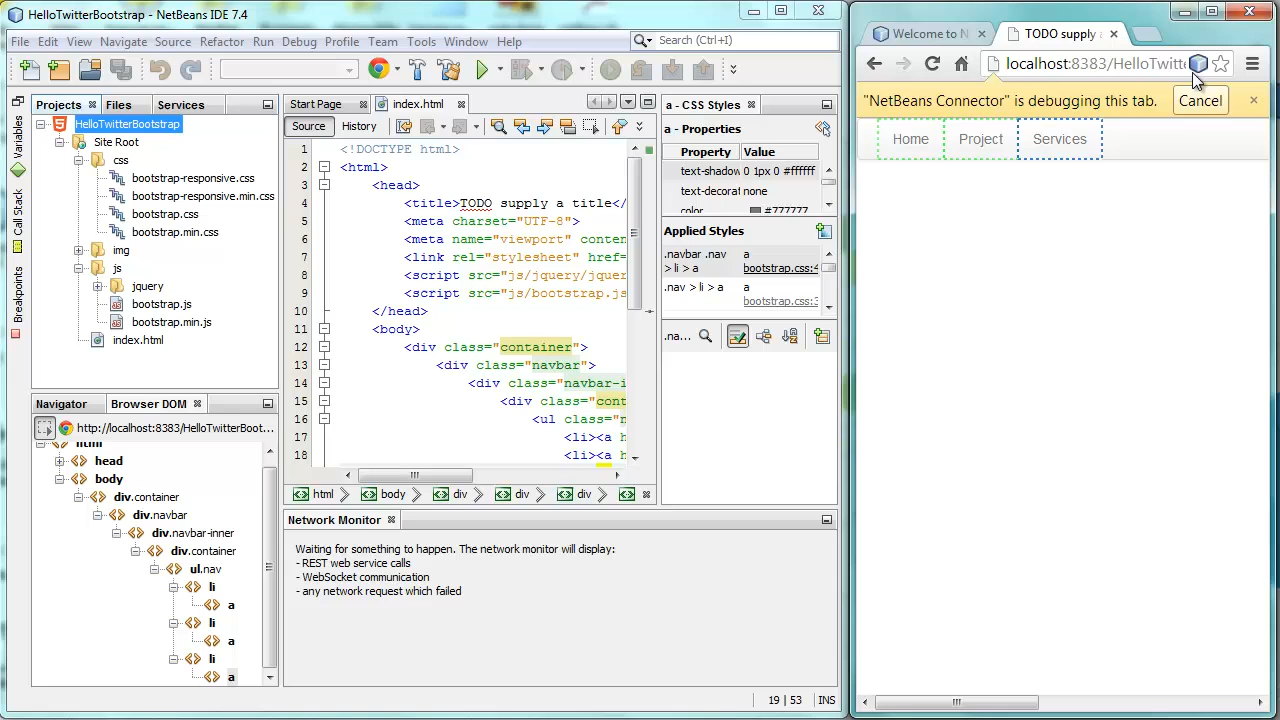 HelloTwitterBootstrap - NetBeans IDE 7.4
File Edit View Navigate Source Refactor Run Debug Profile Team Tools Window Help
Search (Ctrl+I)
Projects Files Services
HelloTwitterBootstrap
Site Root
css
bootstrap-responsive.css
bootstrap-responsive.min.css
bootstrap.css
bootstrap.min.css
img
js
jquery
bootstrap.js
bootstrap.min.js
index.html
Variables
Call Stack
Breakpoints
Navigator Browser DOM
http://localhost:8383/HelloTwitterBoot...
html
head
body
div.container
div.navbar
div.navbar-inner
div.container
ul.nav
li
a
li
a
li
a
Start Page index.html
Source History
1 <!DOCTYPE html>
2 <html>
3 <head>
4 <title>TODO supply a title</
5 <meta charset="UTF-8">
6 <meta name="viewport" conten
7 <link rel="stylesheet" href=
8 <script src="js/jquery/jquer
9 <script src="js/bootstrap.js
10 </head>
11 <body>
12 <div class="container">
13 <div class="navbar">
14 <div class="navbar-i
15 <div class="cont
16 <ul class="n
17 <li><a h
18 <li><a h
html body div div div
Network Monitor
Waiting for something to happen. The network monitor will display:
- REST web service calls
- WebSocket communication
- any network request which failed
19 | 53 INS
a - CSS Styles
a - Properties
Property Value
text-shadow 0 1px 0 #ffffff
text-decorat none
color #777777
Applied Styles
.navbar .nav a
> li > a bootstrap.css:4
.nav > li > a a
bootstrap.css:3
.na...
Welcome to N TODO supply a
localhost:8383/HelloTwitte
"NetBeans Connector" is debugging this tab. Cancel
Home Project Services